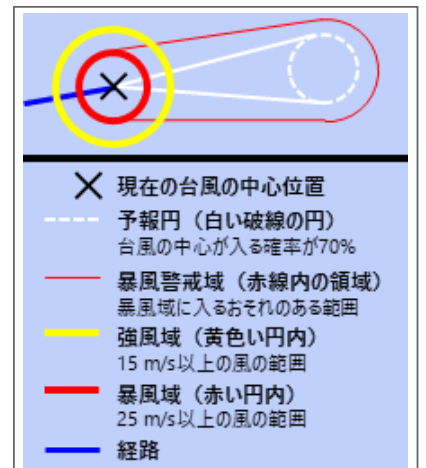 現在の台風の中心位置
予報円（白い破線の円）
台風の中心が入る確率が70%
暴風警戒域（赤線内の領域）
暴風域に入るおそれのある範囲
強風域（黄色い円内）
15 m/s以上の風の範囲
暴風域（赤い円内）
25 m/s以上の風の範囲
経路